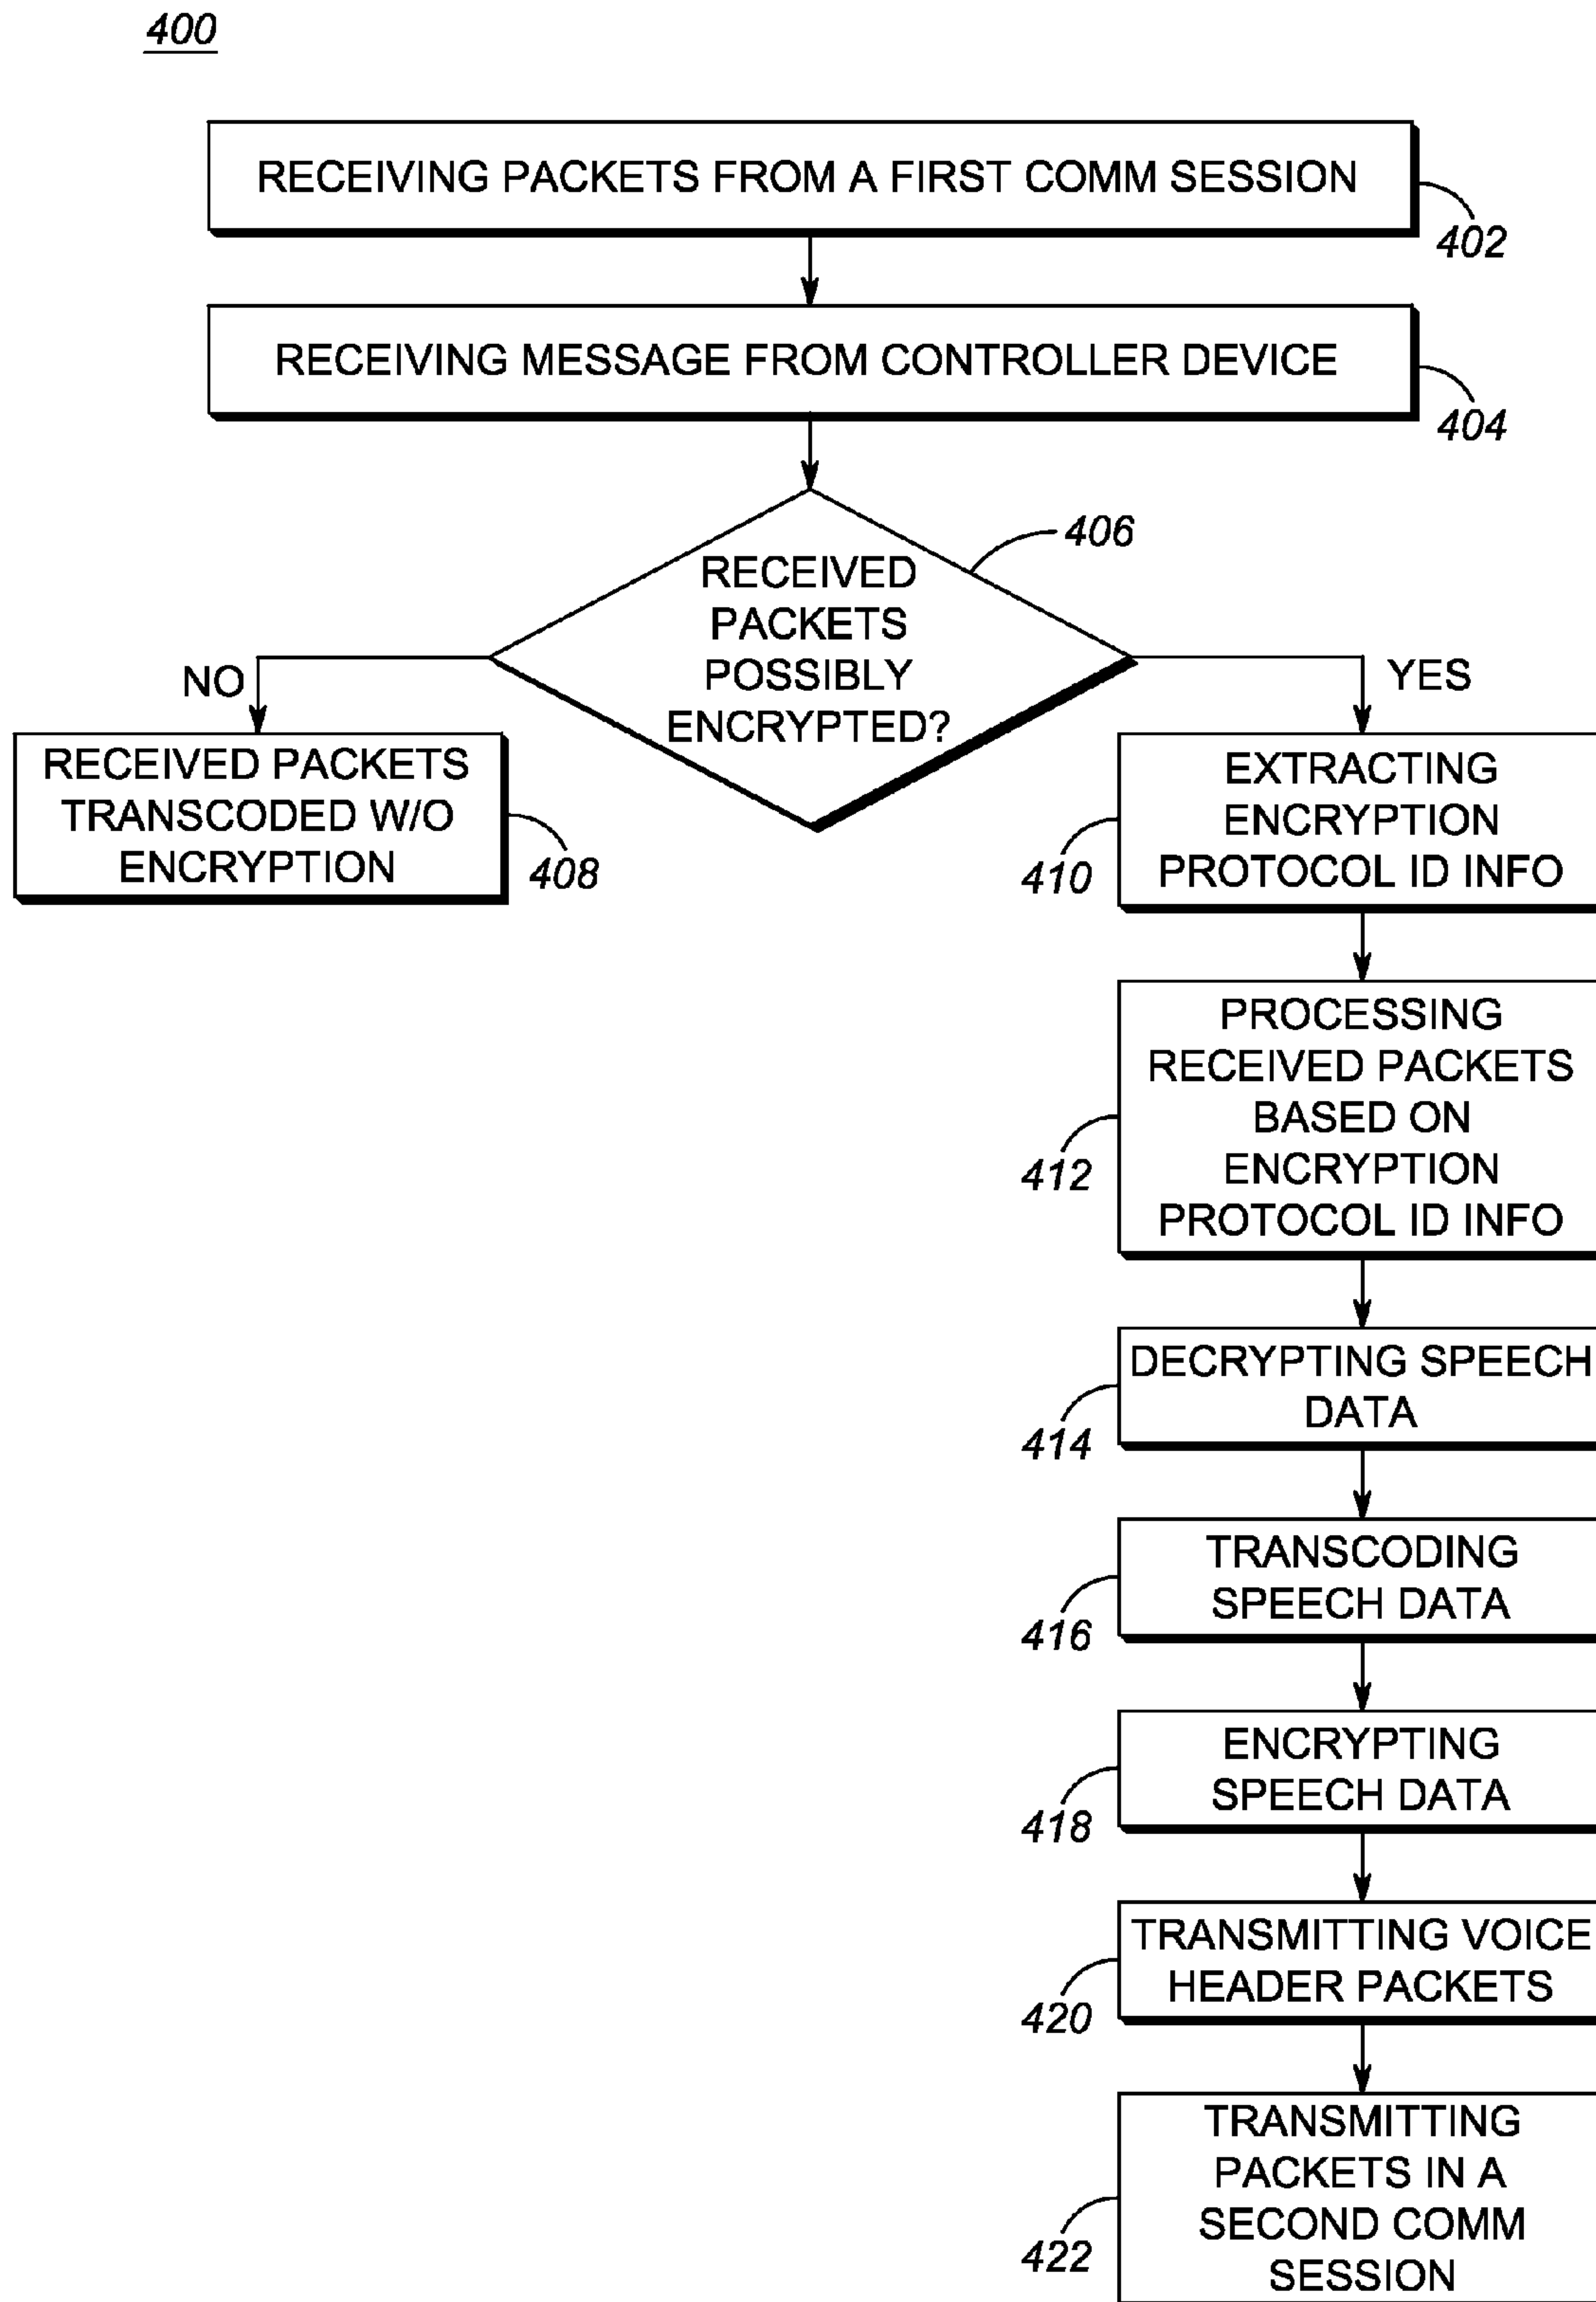 400
RECEIVING PACKETS FROM A FIRST COMM SESSION
402
RECEIVING MESSAGE FROM CONTROLLER DEVICE
404
406
RECEIVED
PACKETS
POSSIBLY
ENCRYPTED?
NO
YES
RECEIVED PACKETS
TRANSCODED W/O
ENCRYPTION
408
EXTRACTING
ENCRYPTION
PROTOCOL ID INFO
410
PROCESSING
RECEIVED PACKETS
BASED ON
ENCRYPTION
PROTOCOL ID INFO
412
DECRYPTING SPEECH
DATA
414
TRANSCODING
SPEECH DATA
416
ENCRYPTING
SPEECH DATA
418
TRANSMITTING VOICE
HEADER PACKETS
420
TRANSMITTING
PACKETS IN A
SECOND COMM
SESSION
422